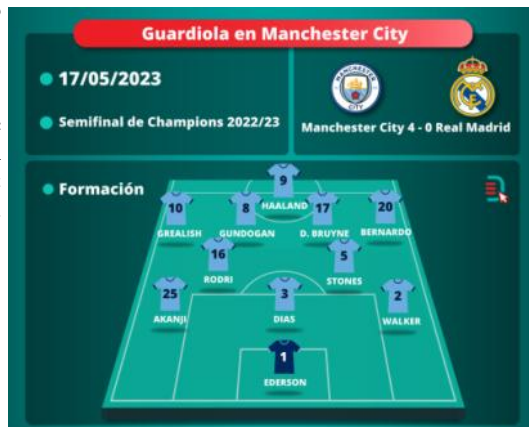 Guardiola en Manchester City
17/05/2023
Semifinal de Champions 2022/23
MANCHESTER
CITY
Manchester City 4 - 0 Real Madrid
Formación
9
HAALAND
10
GREALISH
8
GUNDOGAN
17
D. BRUYNE
20
BERNARDO
16
RODRI
5
STONES
25
AKANJI
3
DIAS
2
WALKER
1
EDERSON